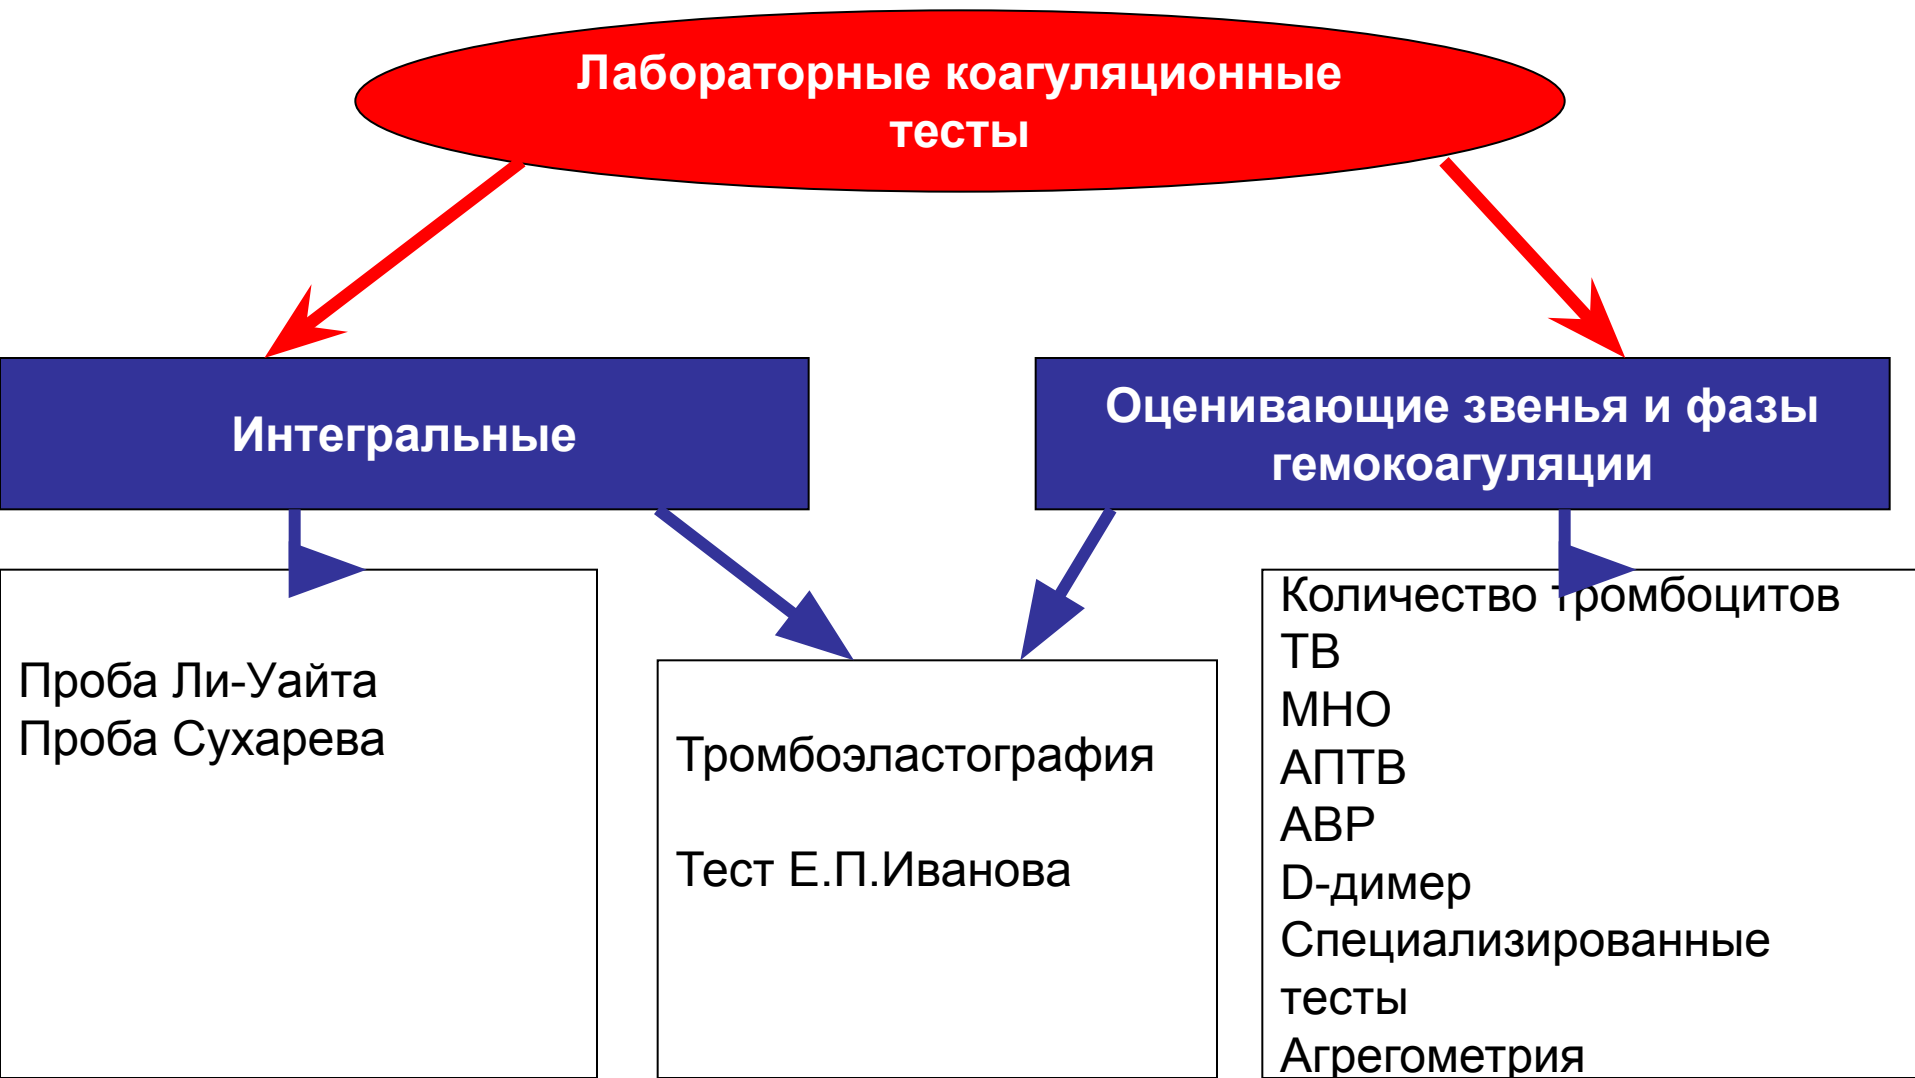 Лабораторные коагуляционные
тесты
Интегральные
Оценивающие звенья и фазы
гемокоагуляции
Проба Ли-Уайта
Проба Сухарева
Тромбоэластография
Тест Е.П.Иванова
Количество тромбоцитов
ТВ
МНО
АПТВ
АВР
D-димер
Специализированные
тесты
Агрегометрия